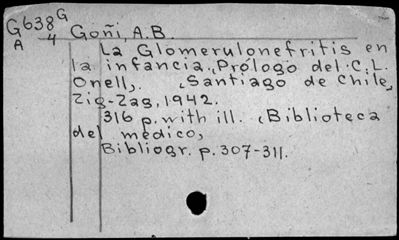 G638G Goñi, A.B.
A 4
La Glomerulonefritis en
la infancia, Prólogo del C.L.
Onell, (Santiago de Chile,
Zig-Zag, 1942.
316 p. with ill. (Biblioteca
del medico,
Bibliogr. p. 307-311.